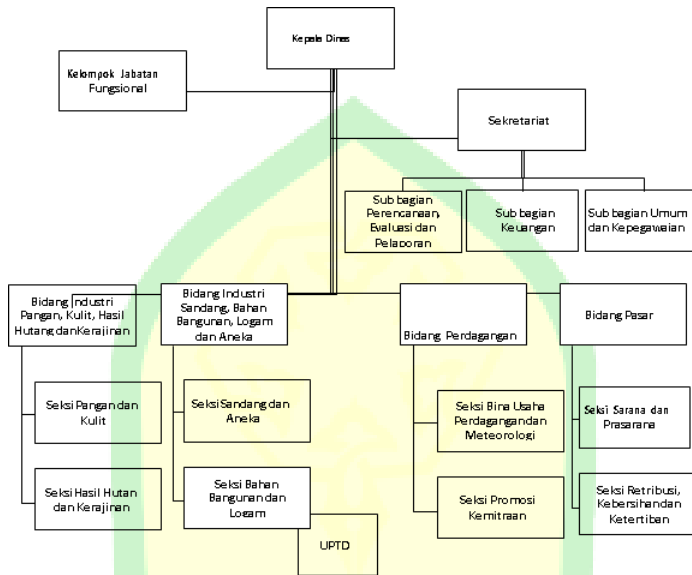 Kepala Dinas
Kelompok Jabatan
Fungsional
Sekretariat
Sub bagian
Perencanaan,
Evaluasi dan
Pelaporan
Sub bagian
Keuangan
Sub bagian Umum
dan Kepegawaian
Bidang Industri
Pangan, Kulit, Hasil
Hutang dan Kerajinan
Bidang Industri
Sandang, Bahan
Bangunan, Logam
dan Aneka
Bidang Perdagangan
Bidang Pasar
Seksi Pangan dan
Kulit
Seksi Sandang dan
Aneka
Seksi Bina Usaha
Perdagangan dan
Meteorologi
Seksi Sarana dan
Prasarana
Seksi Hasil Hutan
dan Kerajinan
Seksi Bahan
Bangunan dan
Logam
Seksi Promosi
Kemitraan
Seksi Retribusi,
Kebersihan dan
Ketertiban
UPTD